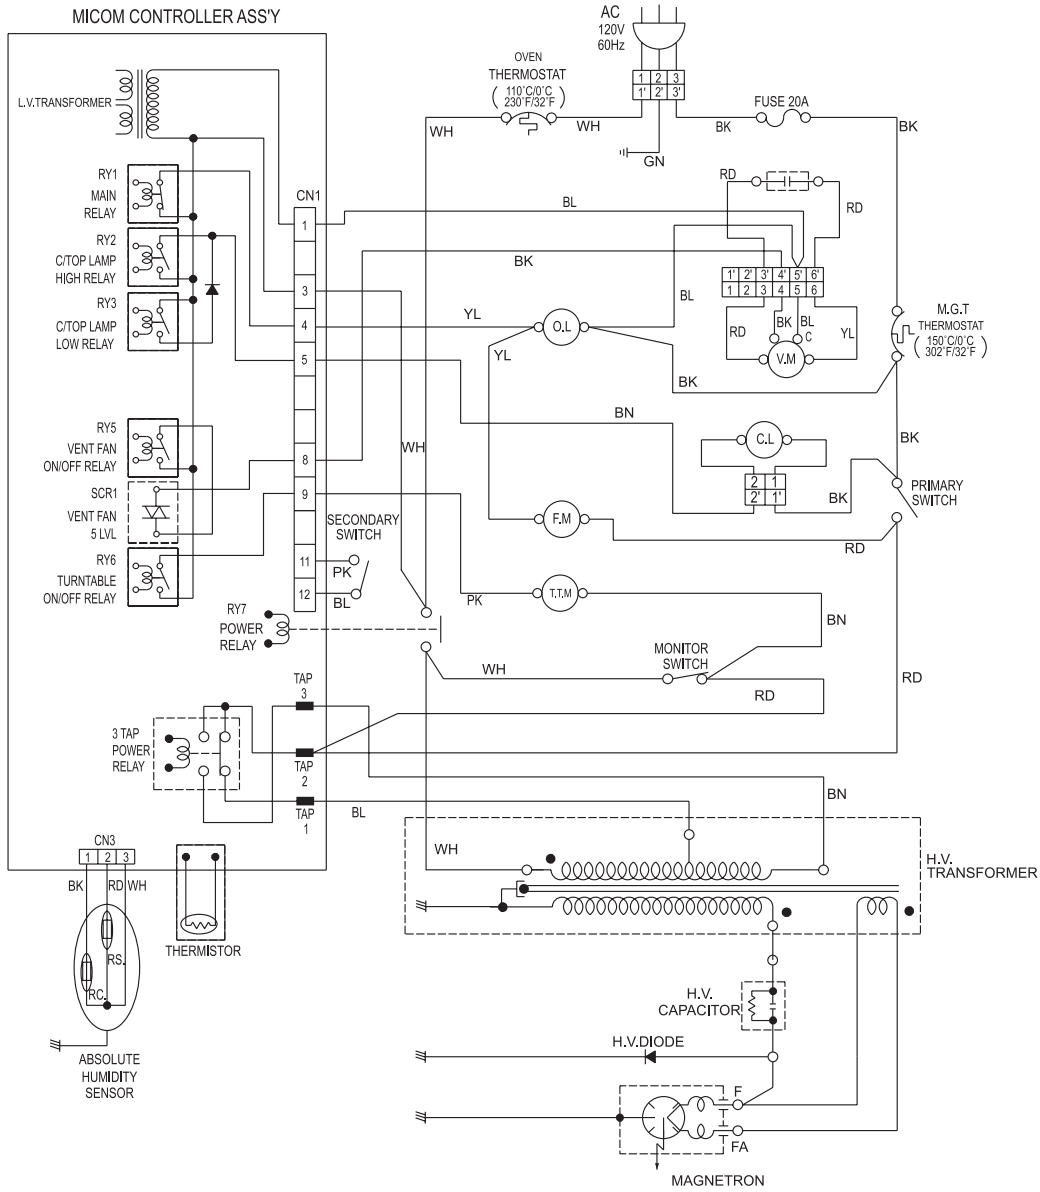 MICOM CONTROLLER ASS'Y
AC
120V
60Hz
OVEN
THERMOSTAT
( 110˚C/0˚C )
230˚F/32˚F
1 2 3
1' 2' 3'
FUSE 20A
L.V.TRANSFORMER
WH
WH
BK
BK
GN
RY1
MAIN
RELAY
CN1
RD
RD
BL
1
RY2
C/TOP LAMP
HIGH RELAY
BK
1' 2' 3' 4' 5' 6'
1 2 3 4 5 6
3
RY3
C/TOP LAMP
LOW RELAY
BL
YL
4
O.L
RD
BK
BL
C
YL
M.G.T
THERMOSTAT
( 150˚C/0˚C )
302˚F/32˚F
V.M
YL
5
BK
BN
RY5
VENT FAN
ON/OFF RELAY
WH
C.L
BK
8
2 1
2' 1'
PRIMARY
SWITCH
SCR1
VENT FAN
5 LVL
9
BK
SECONDARY
SWITCH
F.M
RD
RY6
TURNTABLE
ON/OFF RELAY
11
PK
12
BL
PK
T.T.M
RY7
POWER
RELAY
BN
MONITOR
SWITCH
WH
RD
RD
TAP
3
3 TAP
POWER
RELAY
TAP
2
BN
TAP
1
BL
CN3
1 2 3
WH
H.V.
TRANSFORMER
BK
RD
WH
THERMISTOR
RS.
RC.
H.V.
CAPACITOR
H.V.DIODE
ABSOLUTE
HUMIDITY
SENSOR
F
FA
MAGNETRON